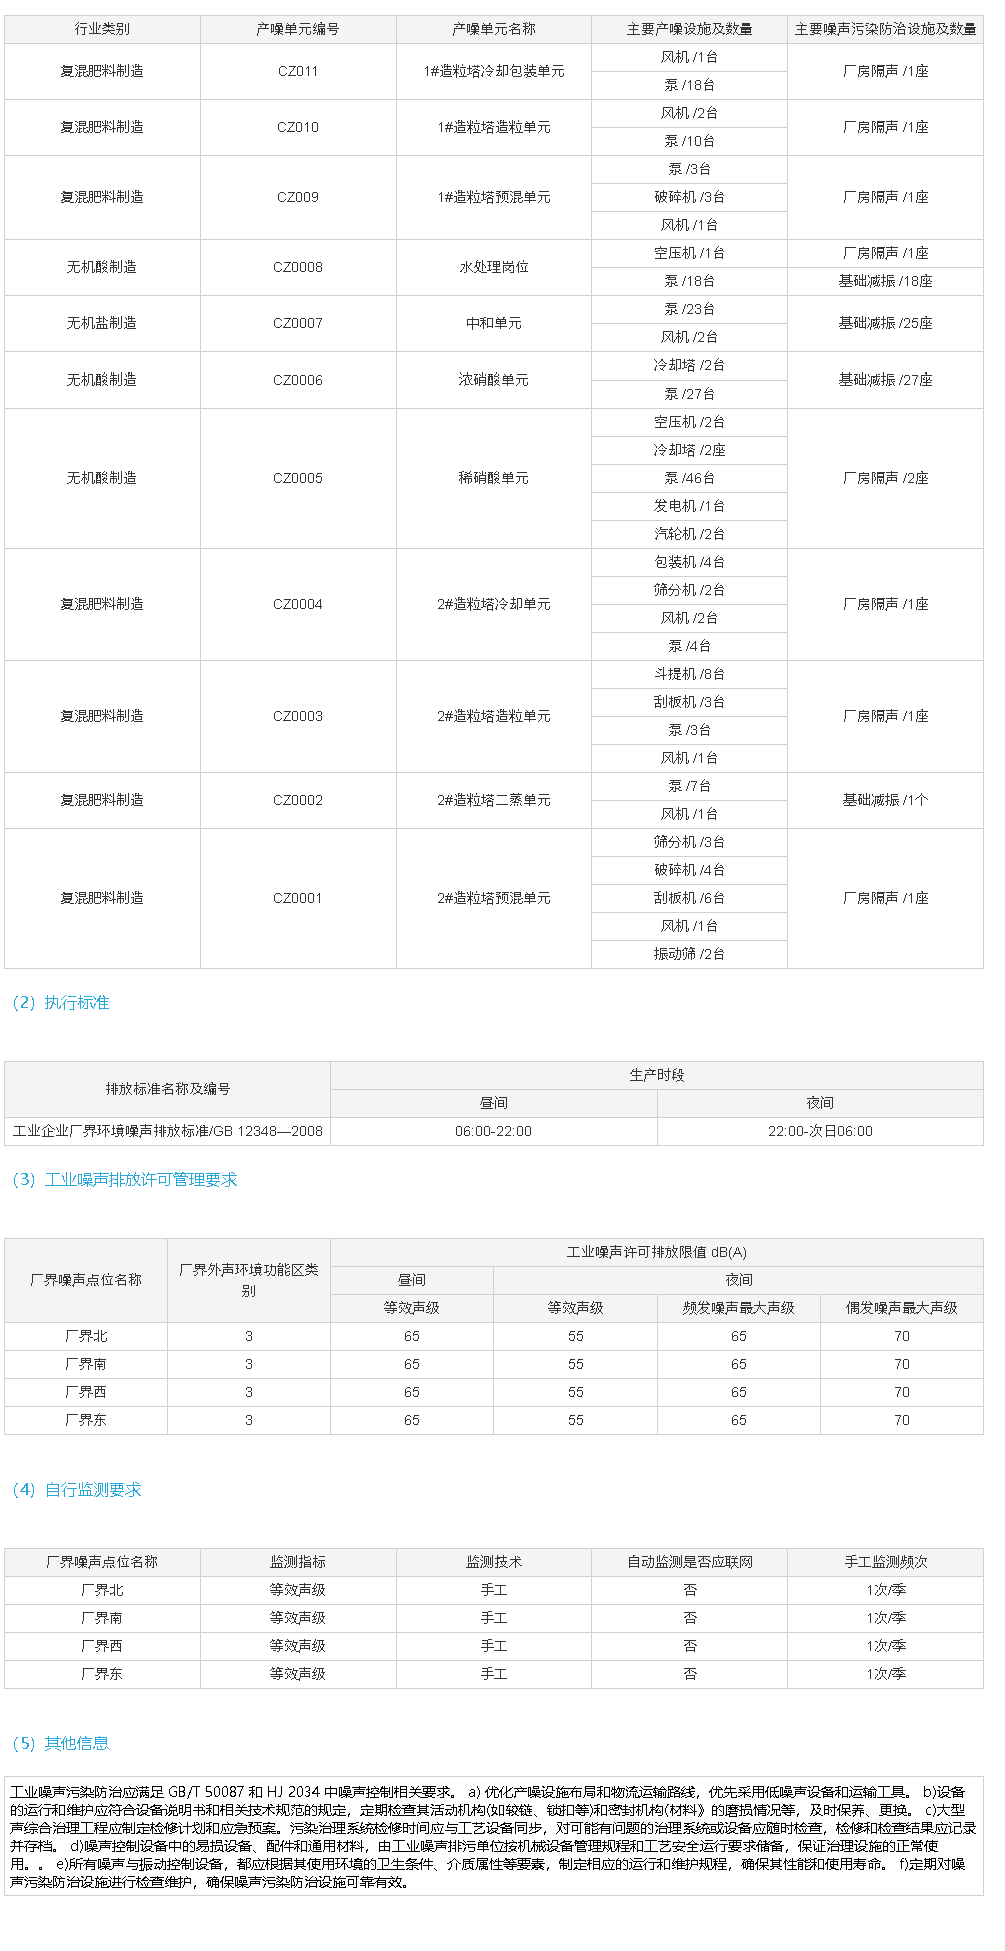 行业类别 产噪单元编号 产噪单元名称 主要产噪设施及数量 主要噪声污染防治设施及数量
复混肥料制造 CZ011 1#造粒塔冷却包装单元 风机 /1台 厂房隔声 /1座
泵 /18台
复混肥料制造 CZ010 1#造粒塔造粒单元 风机 /2台 厂房隔声 /1座
泵 /10台
复混肥料制造 CZ009 1#造粒塔预混单元 泵 /3台 厂房隔声 /1座
破碎机 /3台
风机 /1台
无机酸制造 CZ0008 水处理岗位 空压机 /1台 厂房隔声 /1座
泵 /18台 基础减振 /18座
无机盐制造 CZ0007 中和单元 泵 /23台 基础减振 /25座
风机 /2台
无机酸制造 CZ0006 浓硝酸单元 冷却塔 /2台 基础减振 /27座
泵 /27台
无机酸制造 CZ0005 稀硝酸单元 空压机 /2台 厂房隔声 /2座
冷却塔 /2座
泵 /46台
发电机 /1台
汽轮机 /2台
复混肥料制造 CZ0004 2#造粒塔冷却单元 包装机 /4台 厂房隔声 /1座
筛分机 /2台
风机 /2台
泵 /4台
复混肥料制造 CZ0003 2#造粒塔造粒单元 斗提机 /8台 厂房隔声 /1座
刮板机 /3台
泵 /3台
风机 /1台
复混肥料制造 CZ0002 2#造粒塔二蒸单元 泵 /7台 基础减振 /1个
风机 /1台
复混肥料制造 CZ0001 2#造粒塔预混单元 筛分机 /3台 厂房隔声 /1座
破碎机 /4台
刮板机 /6台
风机 /1台
振动筛 /2台
（2）执行标准
排放标准名称及编号 生产时段
昼间 夜间
工业企业厂界环境噪声排放标准/GB 12348—2008 06:00-22:00 22:00-次日06:00
（3）工业噪声排放许可管理要求
厂界噪声点位名称 厂界外声环境功能区类 工业噪声许可排放限值 dB(A)
别 昼间 夜间
等效声级 等效声级 频发噪声最大声级 偶发噪声最大声级
厂界北 3 65 55 65 70
厂界南 3 65 55 65 70
厂界西 3 65 55 65 70
厂界东 3 65 55 65 70
（4）自行监测要求
厂界噪声点位名称 监测指标 监测技术 自动监测是否应联网 手工监测频次
厂界北 等效声级 手工 否 1次/季
厂界南 等效声级 手工 否 1次/季
厂界西 等效声级 手工 否 1次/季
厂界东 等效声级 手工 否 1次/季
（5）其他信息
工业噪声污染防治应满足 GB/T 50087 和 HJ 2034 中噪声控制相关要求。 a) 优化产噪设施布局和物流运输路线，优先采用低噪声设备和运输工具。 b)设备
的运行和维护应符合设备说明书和相关技术规范的规定，定期检查其活动机构(如铰链、锁扣等)和密封机构(材料》的磨损情况等，及时保养、更换。 c)大型
声综合治理工程应制定检修计划和应急预案。污染治理系统检修时间应与工艺设备同步，对可能有问题的治理系统或设备应随时检查，检修和检查结果应记录
并存档。 d)噪声控制设备中的易损设备、配件和通用材料，由工业噪声排污单位按机械设备管理规程和工艺安全运行要求储备，保证治理设施的正常使
用。。 e)所有噪声与振动控制设备，都应根据其使用环境的卫生条件、介质属性等要素，制定相应的运行和维护规程，确保其性能和使用寿命。 f)定期对噪
声污染防治设施进行检查维护，确保噪声污染防治设施可靠有效。